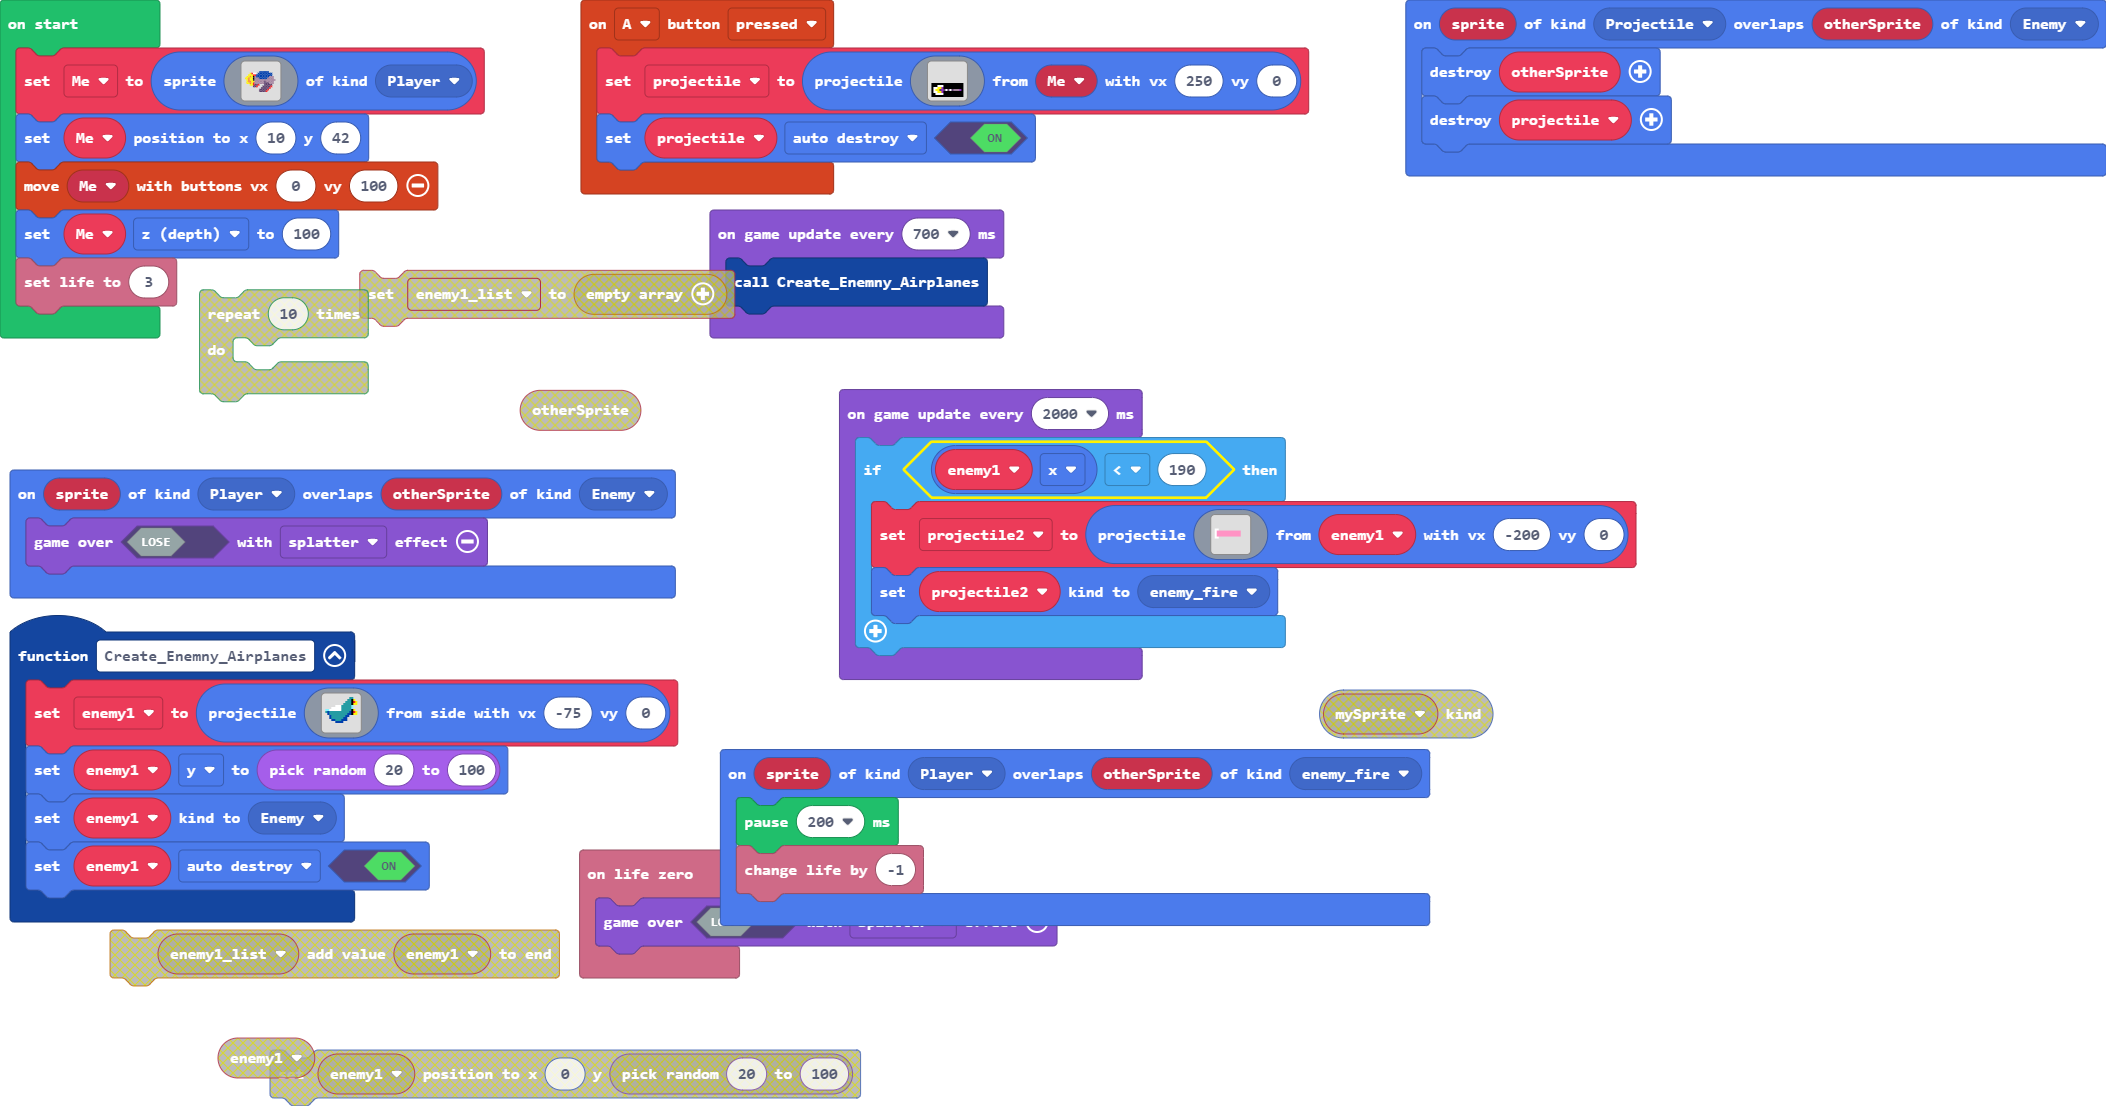 on start
set Me to sprite of kind Player
set Me position to x 10 y 42
move Me with buttons vx 0 vy 100
set Me z (depth) to 100
set life to 3
repeat 10 times
do
set enemy1_list to empty array
otherSprite
on A button pressed
set projectile to projectile from Me with vx 250 vy 0
set projectile auto destroy ON
on game update every 700 ms
call Create_Enemny_Airplanes
on sprite of kind Projectile overlaps otherSprite of kind Enemy
destroy otherSprite
destroy projectile
on game update every 2000 ms
if enemy1 x < 190 then
set projectile2 to projectile from enemy1 with vx -200 vy 0
set projectile2 kind to enemy_fire
on sprite of kind Player overlaps otherSprite of kind Enemy
game over LOSE with splatter effect
function Create_Enemny_Airplanes
set enemy1 to projectile from side with vx -75 vy 0
set enemy1 y to pick random 20 to 100
set enemy1 kind to Enemy
set enemy1 auto destroy ON
mySprite kind
on sprite of kind Player overlaps otherSprite of kind enemy_fire
pause 200 ms
change life by -1
on life zero
game over
enemy1_list add value enemy1 to end
enemy1
enemy1 position to x 0 y pick random 20 to 100